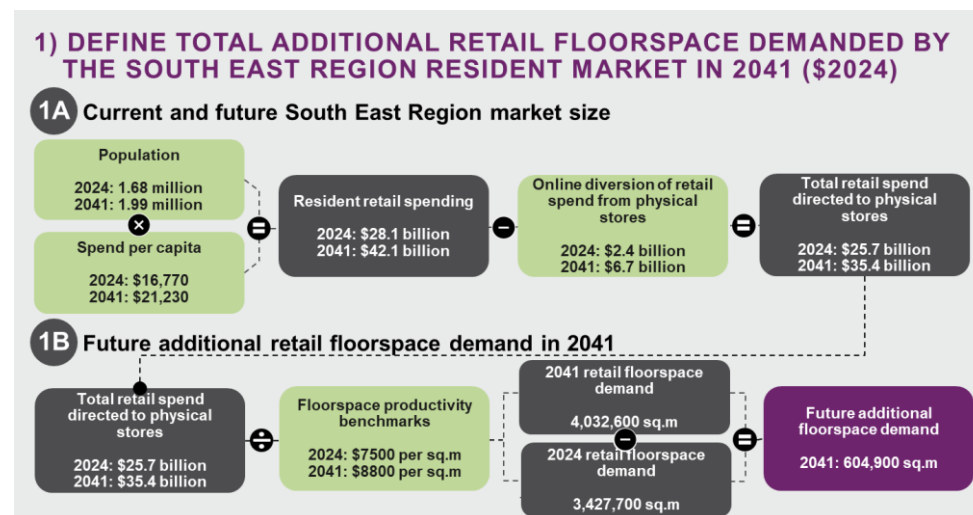 1) DEFINE TOTAL ADDITIONAL RETAIL FLOORSPACE DEMANDED BY
THE SOUTH EAST REGION RESIDENT MARKET IN 2041 ($2024)
1A Current and future South East Region market size
Population
2024: 1.68 million
2041: 1.99 million
×
Spend per capita
2024: $16,770
2041: $21,230
=
Resident retail spending
2024: $28.1 billion
2041: $42.1 billion
−
Online diversion of retail
spend from physical
stores
2024: $2.4 billion
2041: $6.7 billion
=
Total retail spend
directed to physical
stores
2024: $25.7 billion
2041: $35.4 billion
1B Future additional retail floorspace demand in 2041
Total retail spend
directed to physical
stores
2024: $25.7 billion
2041: $35.4 billion
÷
Floorspace productivity
benchmarks
2024: $7500 per sq.m
2041: $8800 per sq.m
2041 retail floorspace
demand
4,032,600 sq.m
−
2024 retail floorspace
demand
3,427,700 sq.m
=
Future additional
floorspace demand
2041: 604,900 sq.m